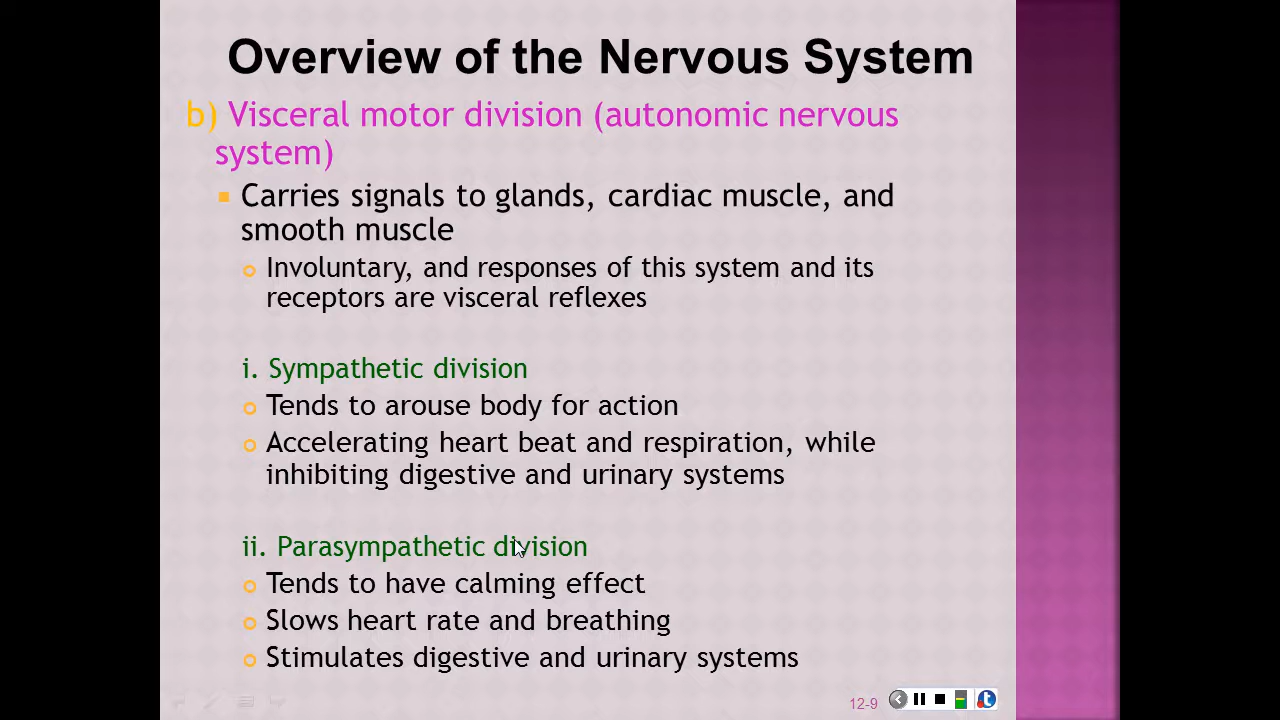 Overview of the Nervous System
b) Visceral motor division (autonomic nervous
system)
Carries signals to glands, cardiac muscle, and
smooth muscle
Involuntary, and responses of this system and its
receptors are visceral reflexes
i. Sympathetic division
Tends to arouse body for action
Accelerating heart beat and respiration, while
inhibiting digestive and urinary systems
ii. Parasympathetic division
Tends to have calming effect
Slows heart rate and breathing
Stimulates digestive and urinary systems
12-9
t